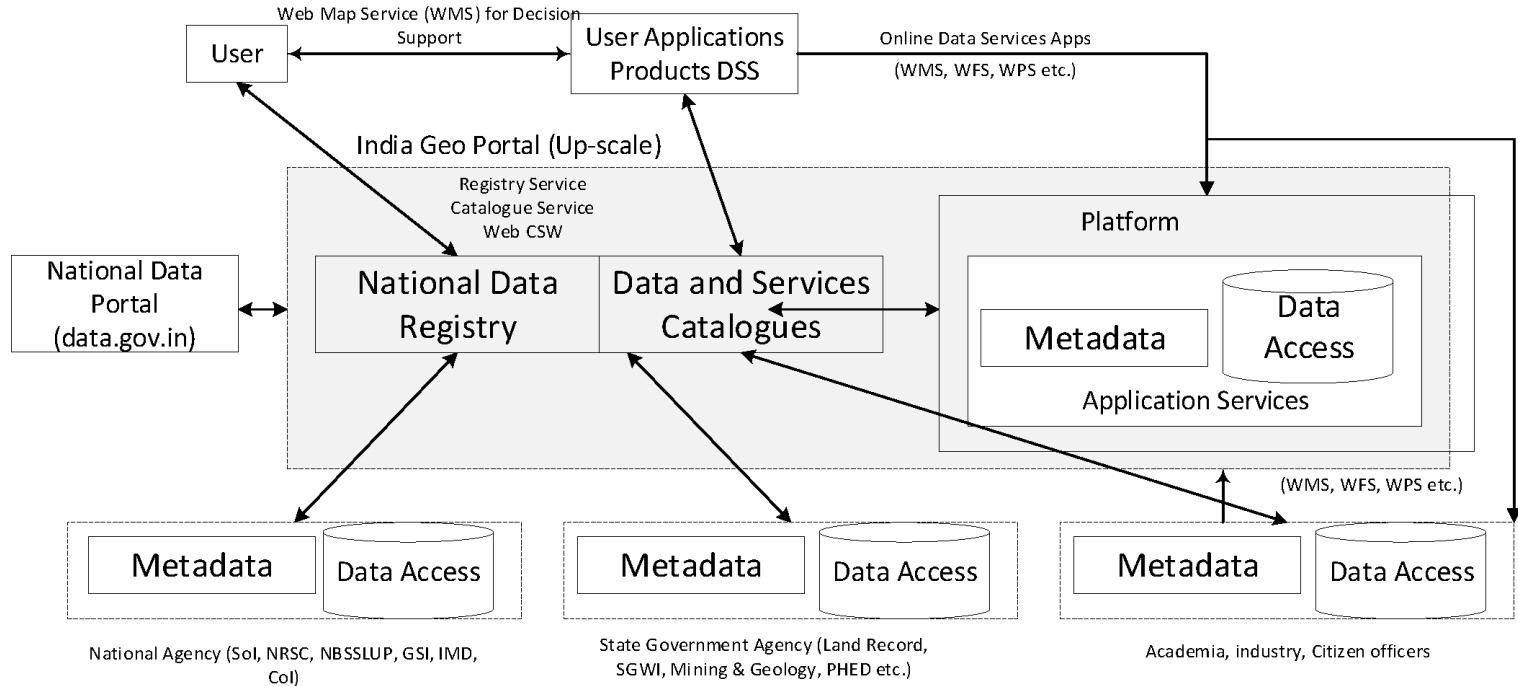 Web Map Service (WMS) for Decision
Support
User
User Applications
Products DSS
Online Data Services Apps
(WMS, WFS, WPS etc.)
India Geo Portal (Up-scale)
Registry Service
Catalogue Service
Web CSW
Platform
National Data
Portal
(data.gov.in)
National Data
Registry
Data and Services
Catalogues
Metadata
Data
Access
Application Services
(WMS, WFS, WPS etc.)
Metadata
Data Access
Metadata
Data Access
Metadata
Data Access
National Agency (SoI, NRSC, NBSSLUP, GSI, IMD,
CoI)
State Government Agency (Land Record,
SGWI, Mining & Geology, PHED etc.)
Academia, industry, Citizen officers